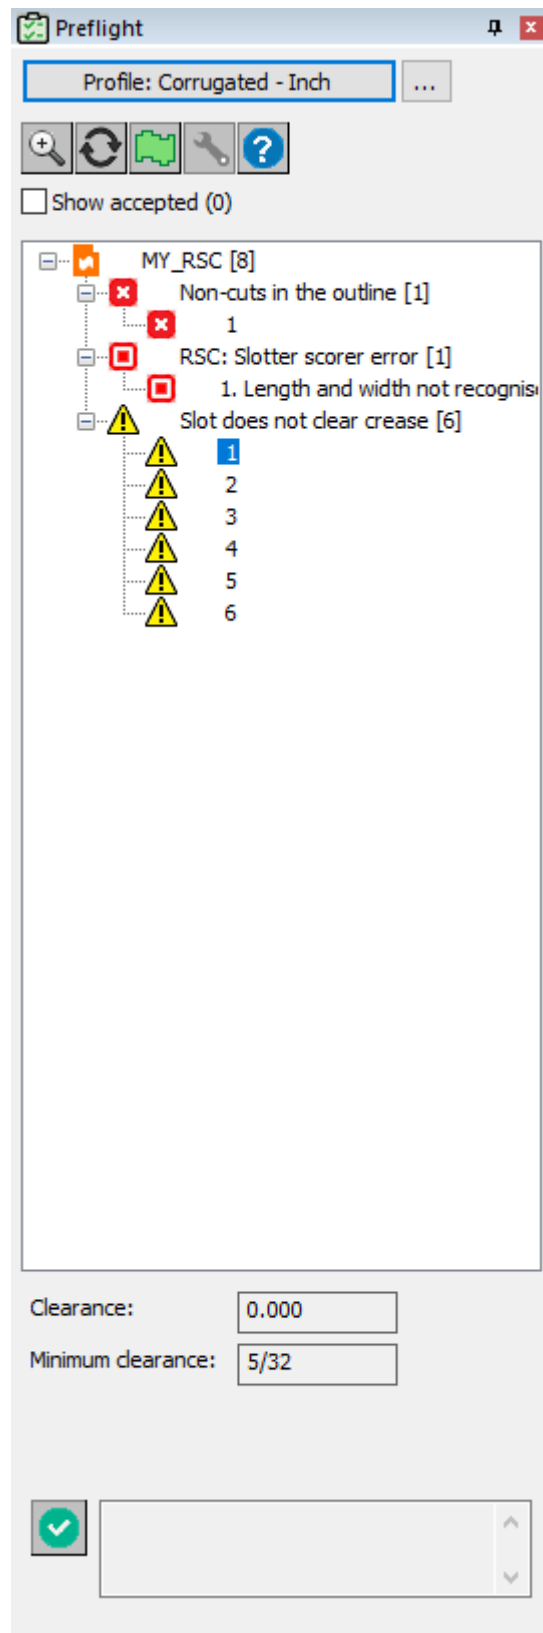 Preflight
Profile: Corrugated - Inch
...
Show accepted (0)
MY_RSC [8]
Non-cuts in the outline [1]
1
RSC: Slotter scorer error [1]
1. Length and width not recognis
Slot does not clear crease [6]
1
2
3
4
5
6
Clearance: 0.000
Minimum clearance: 5/32